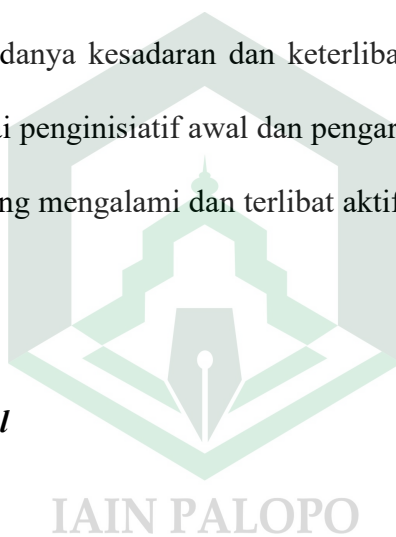 danya kesadaran dan keterliba
i penginisiatif awal dan pengar
ng mengalami dan terlibat aktif
l
IAIN PALOPO